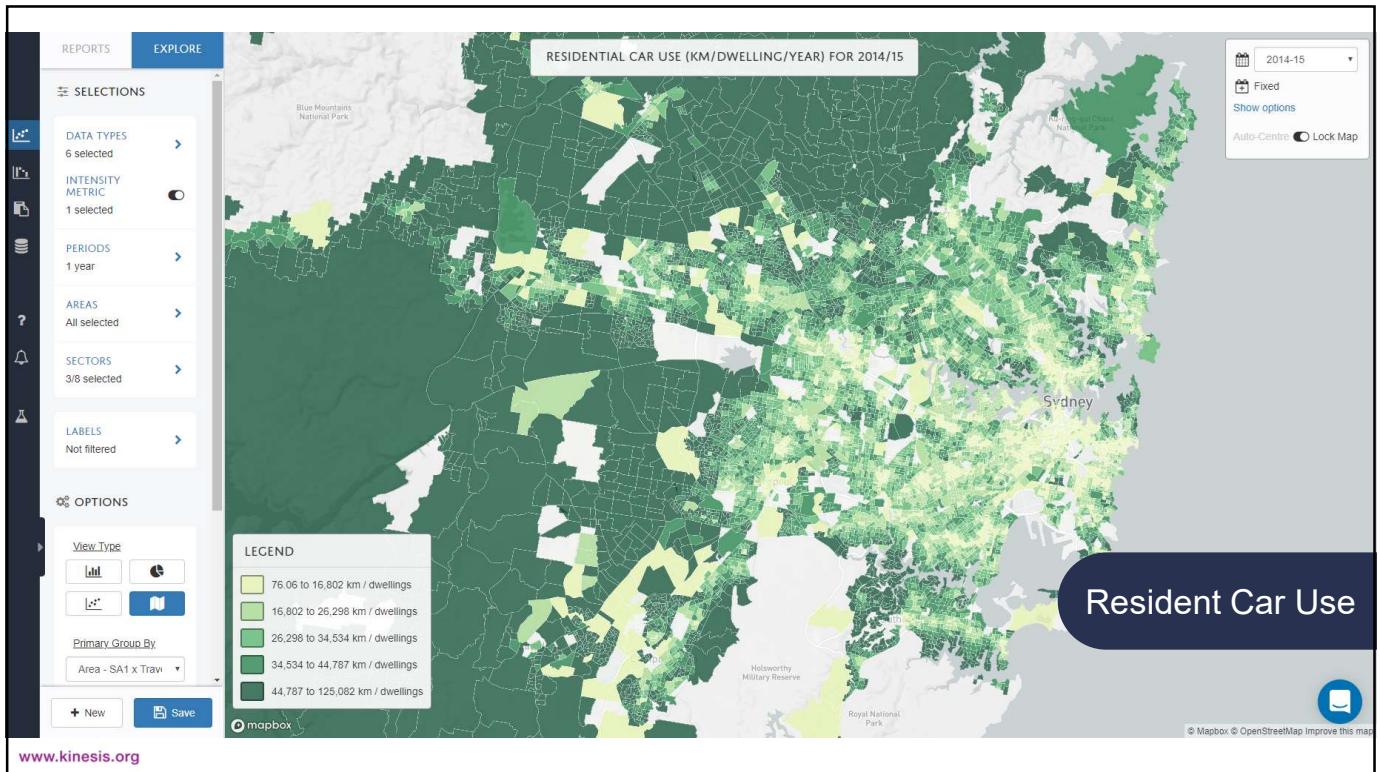 REPORTS EXPLORE
SELECTIONS
DATA TYPES
6 selected
INTENSITY
METRIC
1 selected
PERIODS
1 year
AREAS
All selected
SECTORS
3/8 selected
LABELS
Not filtered
OPTIONS
View Type
Primary Group By
Area - SA1 x Trav
+ New Save
RESIDENTIAL CAR USE (KM/DWELLING/YEAR) FOR 2014/15
2014-15
Fixed
Show options
Auto-Centre Lock Map
Blue Mountains
National Park
Sydney
Holsworthy
Military Reserve
Royal National
Park
LEGEND
76.06 to 16,802 km / dwellings
16,802 to 26,298 km / dwellings
26,298 to 34,534 km / dwellings
34,534 to 44,787 km / dwellings
44,787 to 125,082 km / dwellings
mapbox
Resident Car Use
© Mapbox © OpenStreetMap Improve this map
www.kinesis.org